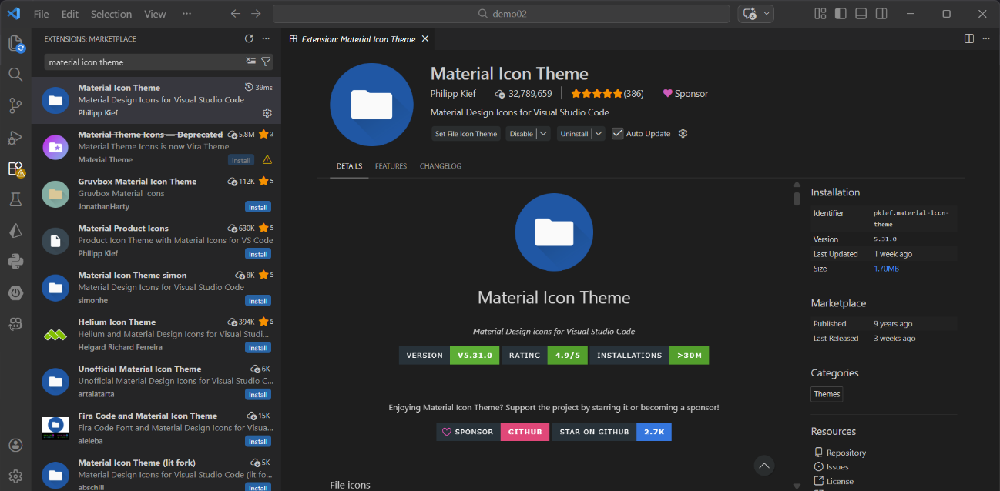 File Edit Selection View ··· demo02
EXTENSIONS: MARKETPLACE
material icon theme
Material Icon Theme 39ms
Material Design Icons for Visual Studio Code
Philipp Kief
Material Theme Icons — Deprecated 5.8M 3
Material Theme Icons is now Vira Theme
Material Theme Install
Gruvbox Material Icon Theme 112K 5
Gruvbox Material Icons
JonathanHarty Install
Material Product Icons 630K 5
Product Icon Theme with Material Icons for VS Code
Philipp Kief Install
Material Icon Theme simon 8K 5
Material Design Icons for Visual Studio Code
simonhe Install
Helium Icon Theme 394K 5
Helium and Material Design Icons for Visual Studi...
Helgard Richard Ferreira Install
Unofficial Material Icon Theme 6K
Unofficial Material Design Icons for Visual Studio C...
artalatarta Install
Fira Code and Material Icon Theme 15K
Fira Code Font and Material Design Icons for Visua...
aleleba Install
Material Icon Theme (lit fork) 5K
Material Design Icons for Visual Studio Code (lit fo...
abschill Install
Extension: Material Icon Theme
Material Icon Theme
Philipp Kief 32,789,659 (386) Sponsor
Material Design Icons for Visual Studio Code
Set File Icon Theme Disable Uninstall Auto Update
DETAILS FEATURES CHANGELOG
Material Icon Theme
Material Design icons for Visual Studio Code
VERSION V5.31.0 RATING 4.9/5 INSTALLATIONS >30M
Enjoying Material Icon Theme? Support the project by starring it or becoming a sponsor!
SPONSOR GITHUB STAR ON GITHUB 2.7K
File icons
Installation
Identifier pkief.material-icon-
theme
Version 5.31.0
Last Updated 1 week ago
Size 1.70MB
Marketplace
Published 9 years ago
Last Released 3 weeks ago
Categories
Themes
Resources
Repository
Issues
License